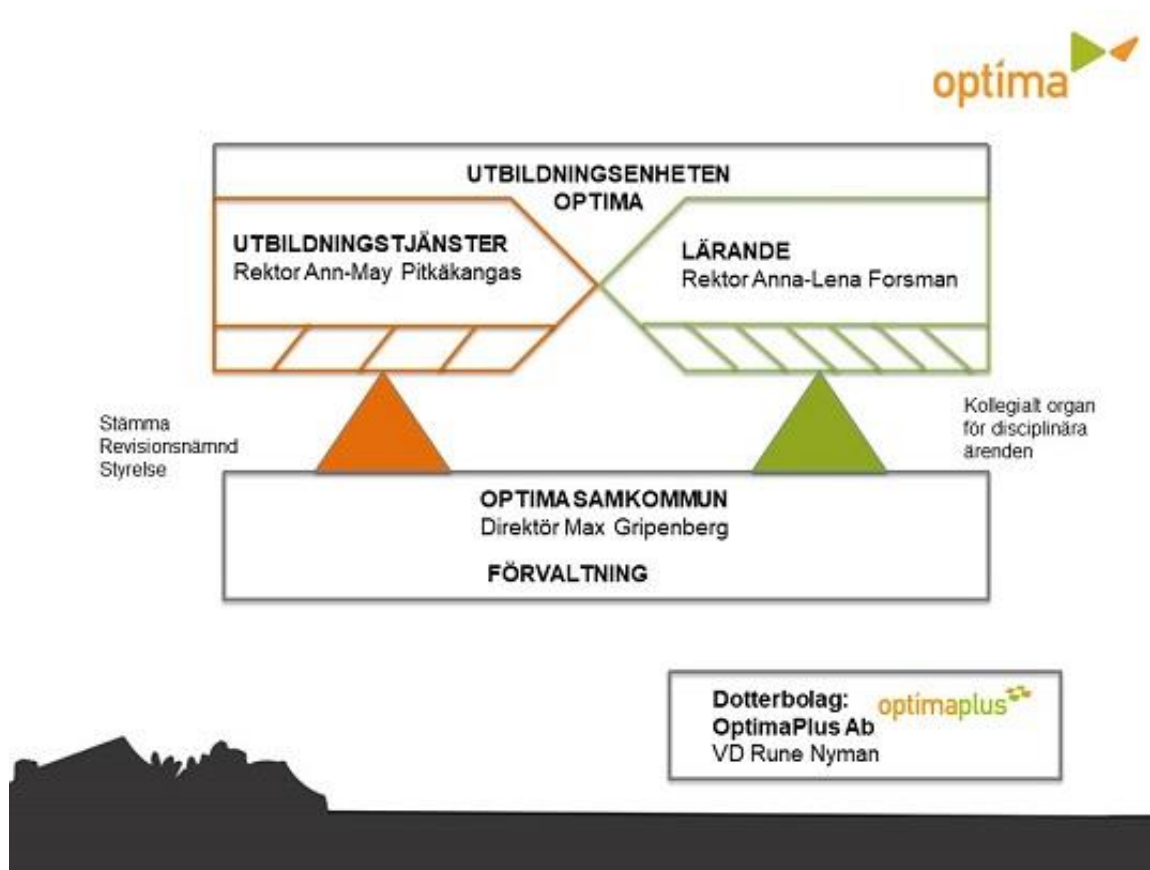 optima
UTBILDNINGSENHETEN
OPTIMA
UTBILDNINGSTJÄNSTER
Rektor Ann-May Pitkäkangas
LÄRANDE
Rektor Anna-Lena Forsman
Stämma
Revisionsnämnd
Styrelse
Kollegialt organ
för disciplinära
ärenden
OPTIMA SAMKOMMUN
Direktör Max Gripenberg
FÖRVALTNING
Dotterbolag:
optimaplus
OptimaPlus Ab
VD Rune Nyman